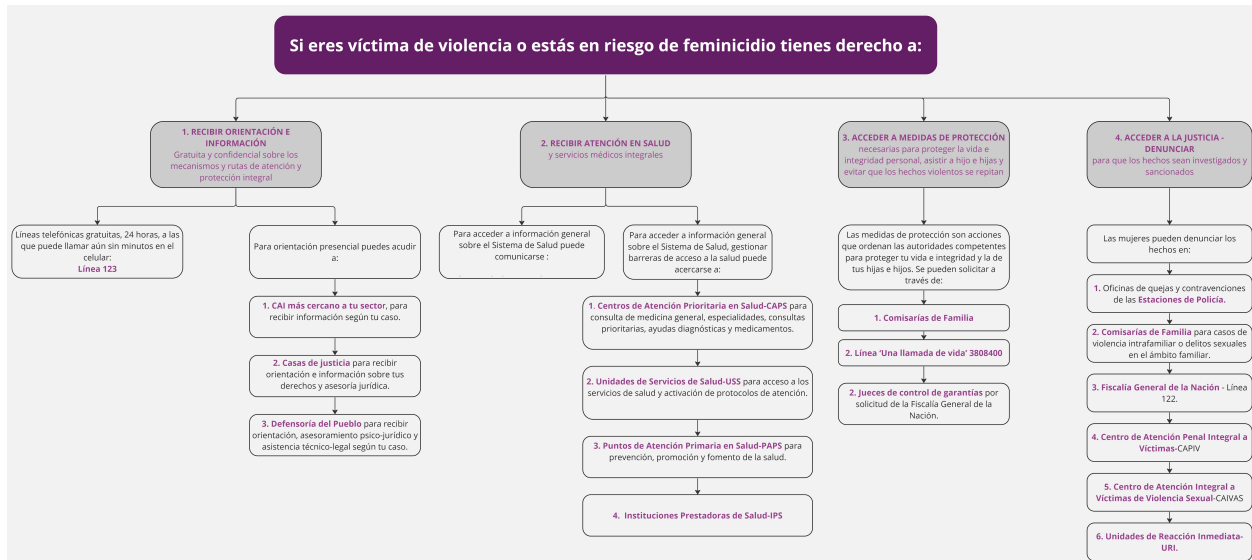 Si eres víctima de violencia o estás en riesgo de feminicidio tienes derecho a:
1. RECIBIR ORIENTACIÓN E
INFORMACIÓN
Gratuita y confidencial sobre los
mecanismos y rutas de atención y
protección integral
Líneas telefónicas gratuitas, 24 horas, a las
que puede llamar aún sin minutos en el
celular:
Línea 123
Para orientación presencial puedes acudir
a:
1. CAI más cercano a tu sector, para
recibir información según tu caso.
2. Casas de justicia para recibir
orientación e información sobre tus
derechos y asesoría jurídica.
3. Defensoría del Pueblo para recibir
orientación, asesoramiento psico-jurídico y
asistencia técnico-legal según tu caso.
2. RECIBIR ATENCIÓN EN SALUD
y servicios médicos integrales
Para acceder a información general
sobre el Sistema de Salud puede
comunicarse :
Para acceder a información general
sobre el Sistema de Salud, gestionar
barreras de acceso a la salud puede
acercarse a:
1. Centros de Atención Prioritaria en Salud-CAPS para
consulta de medicina general, especialidades, consultas
prioritarias, ayudas diagnósticas y medicamentos.
2. Unidades de Servicios de Salud-USS para acceso a los
servicios de salud y activación de protocolos de atención.
3. Puntos de Atención Primaria en Salud-PAPS para
prevención, promoción y fomento de la salud.
4. Instituciones Prestadoras de Salud-IPS
3. ACCEDER A MEDIDAS DE PROTECCIÓN
necesarias para proteger la vida e
integridad personal, asistir a hijo e hijas y
evitar que los hechos violentos se repitan
Las medidas de protección son acciones
que ordenan las autoridades competentes
para proteger tu vida e integridad y la de
tus hijas e hijos. Se pueden solicitar a
través de:
1. Comisarías de Familia
2. Línea ‘Una llamada de vida’ 3808400
2. Jueces de control de garantías por
solicitud de la Fiscalía General de la
Nación.
4. ACCEDER A LA JUSTICIA -
DENUNCIAR
para que los hechos sean investigados y
sancionados
Las mujeres pueden denunciar los
hechos en:
1. Oficinas de quejas y contravenciones
de las Estaciones de Policía.
2. Comisarías de Familia para casos de
violencia intrafamiliar o delitos sexuales
en el ámbito familiar.
3. Fiscalía General de la Nación - Línea
122.
4. Centro de Atención Penal Integral a
Víctimas-CAPIV
5. Centro de Atención Integral a
Víctimas de Violencia Sexual-CAIVAS
6. Unidades de Reacción Inmediata-
URI.